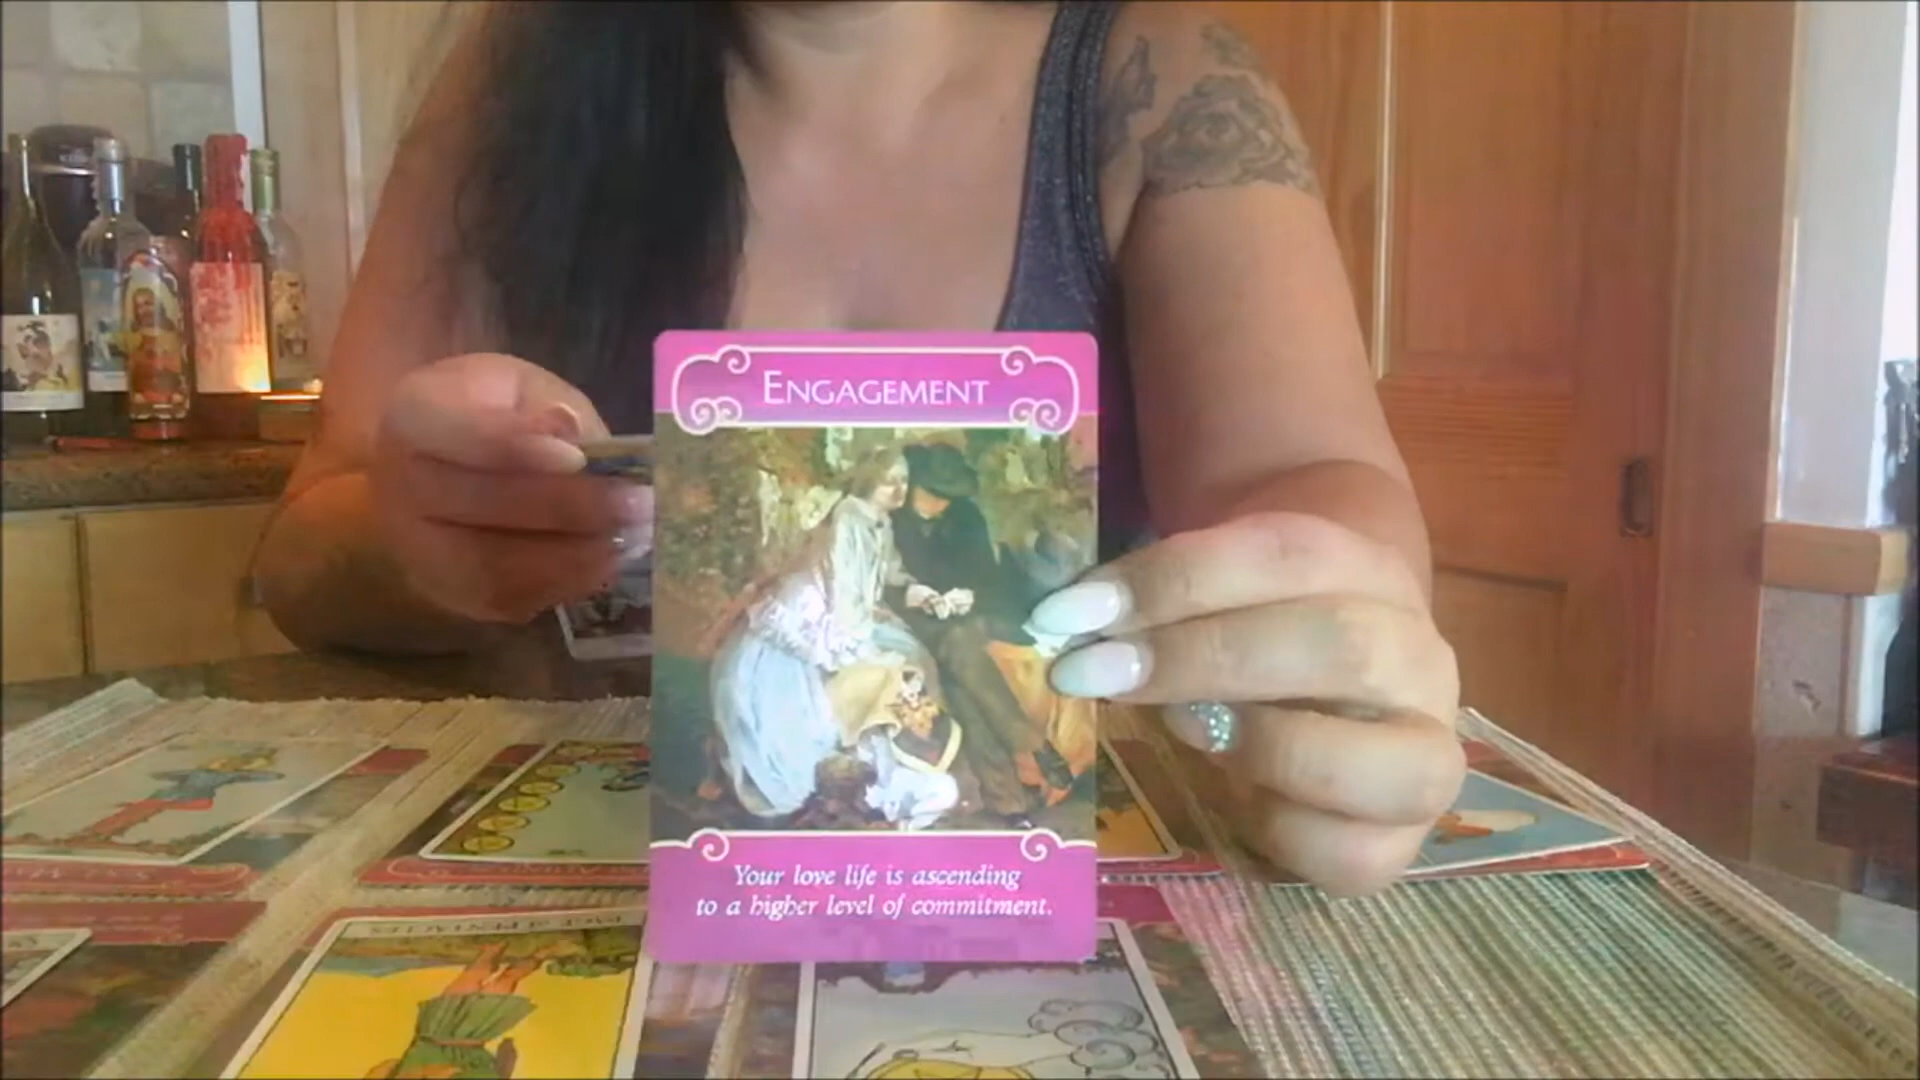 ENGAGEMENT
Your love life is ascending
to a higher level of commitment.